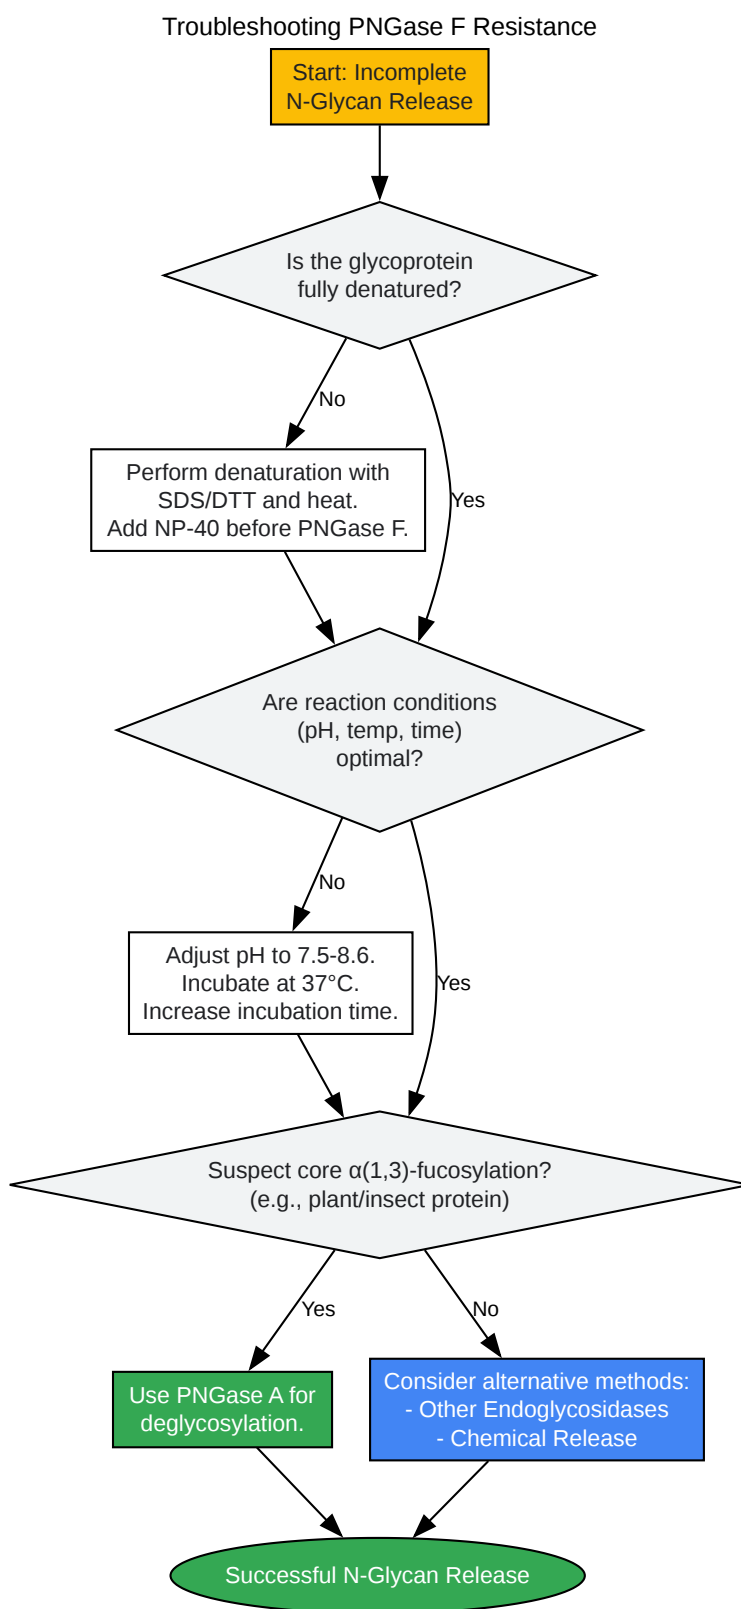 Troubleshooting PNGase F Resistance
Start: Incomplete
N-Glycan Release
Is the glycoprotein
fully denatured?
No
Yes
Perform denaturation with
SDS/DTT and heat.
Add NP-40 before PNGase F.
Are reaction conditions
(pH, temp, time)
optimal?
No
Yes
Adjust pH to 7.5-8.6.
Incubate at 37°C.
Increase incubation time.
Suspect core α(1,3)-fucosylation?
(e.g., plant/insect protein)
Yes
No
Use PNGase A for
deglycosylation.
Consider alternative methods:
- Other Endoglycosidases
- Chemical Release
Successful N-Glycan Release